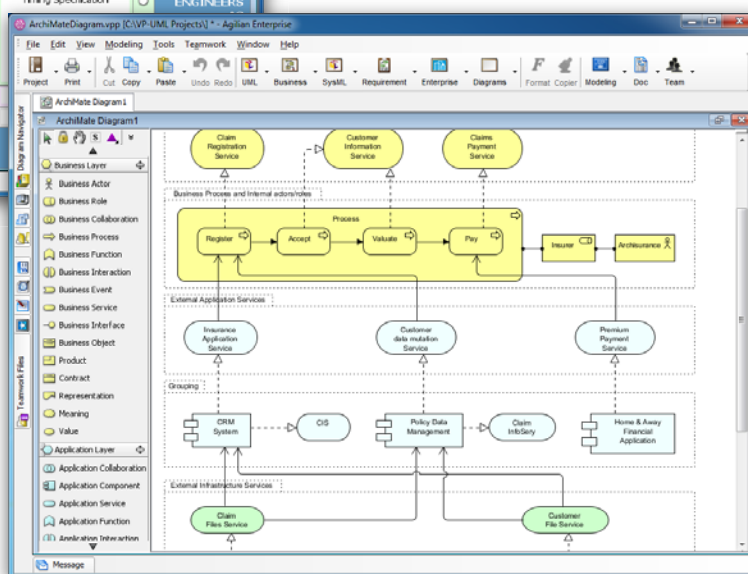 Timing Specification
ENGINEERS
ArchiMateDiagram.vpp [C:\VP-UML Projects\] * - Agilian Enterprise
File Edit View Modeling Tools Teamwork Window Help
Project Print Cut Copy Paste Undo Redo UML Business SysML Requirement Enterprise Diagrams Format Copier Modeling Doc Team
ArchiMate Diagram1
ArchiMate Diagram1
Diagram Navigator
Teamwork Files
Business Layer
Business Actor
Business Role
Business Collaboration
Business Process
Business Function
Business Interaction
Business Event
Business Service
Business Interface
Business Object
Product
Contract
Representation
Meaning
Value
Application Layer
Application Collaboration
Application Component
Application Service
Application Function
Application Interaction
Claim
Registration
Service
Customer
Information
Service
Claims
Payment
Service
Business Process and Internal actors/roles
Process
Register
Accept
Valuate
Pay
Insurer
Archisurance
External Application Services
Insurance
Application
Service
Customer
data mutation
Service
Premium
Payment
Service
Grouping
CRM
System
CIS
Policy Data
Management
Claim
InfoServ
Home & Away
Financial
Application
External Infrastructure Services
Claim
Files Service
Customer
File Service
Message